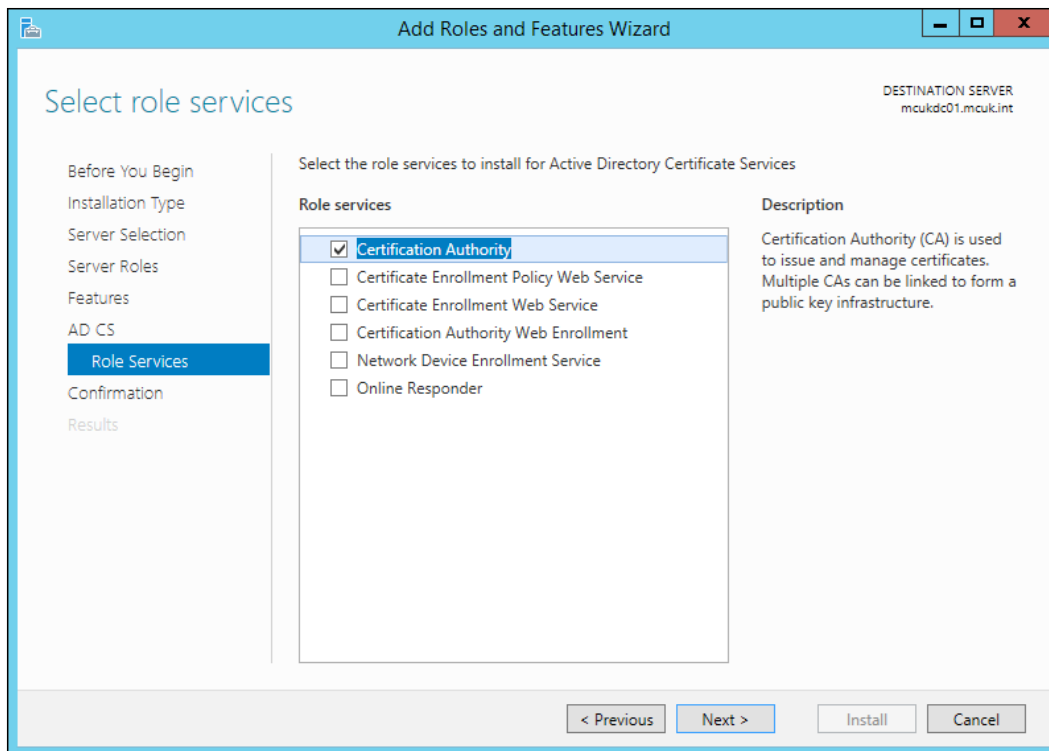 Add Roles and Features Wizard
Select role services
DESTINATION SERVER
mcukdc01.mcuk.int
Before You Begin
Installation Type
Server Selection
Server Roles
Features
AD CS
Role Services
Confirmation
Results
Select the role services to install for Active Directory Certificate Services
Role services
Certification Authority
Certificate Enrollment Policy Web Service
Certificate Enrollment Web Service
Certification Authority Web Enrollment
Network Device Enrollment Service
Online Responder
Description
Certification Authority (CA) is used
to issue and manage certificates.
Multiple CAs can be linked to form a
public key infrastructure.
< Previous
Next >
Install
Cancel